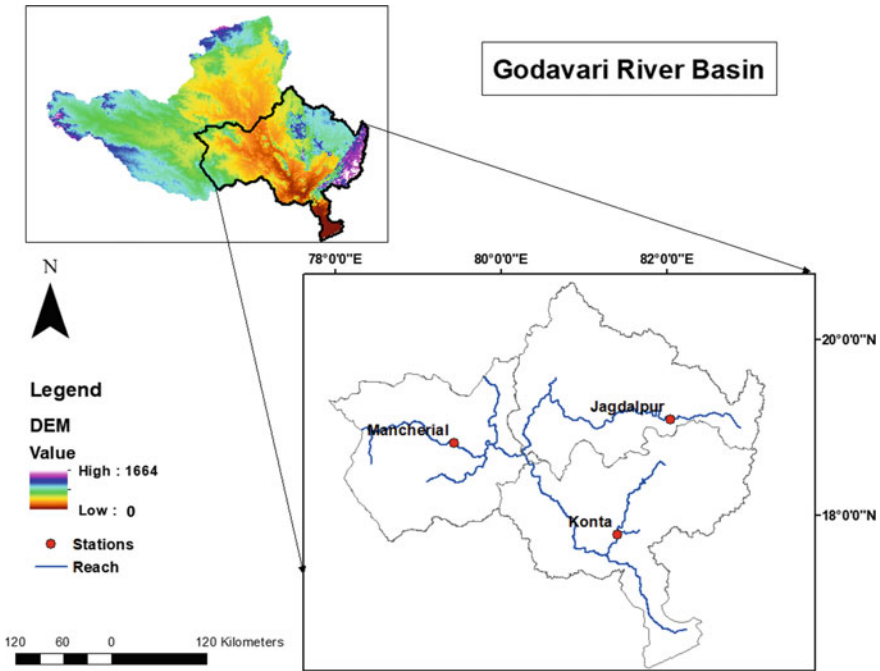 Godavari River Basin
78°0'0"E 80°0'0"E 82°0'0"E
N
20°0'0"N
Legend
DEM
Value
High : 1664
Low : 0
Stations
Reach
Jagdalpur
Mancherial
18°0'0"N
Konta
120 60 0 120 Kilometers